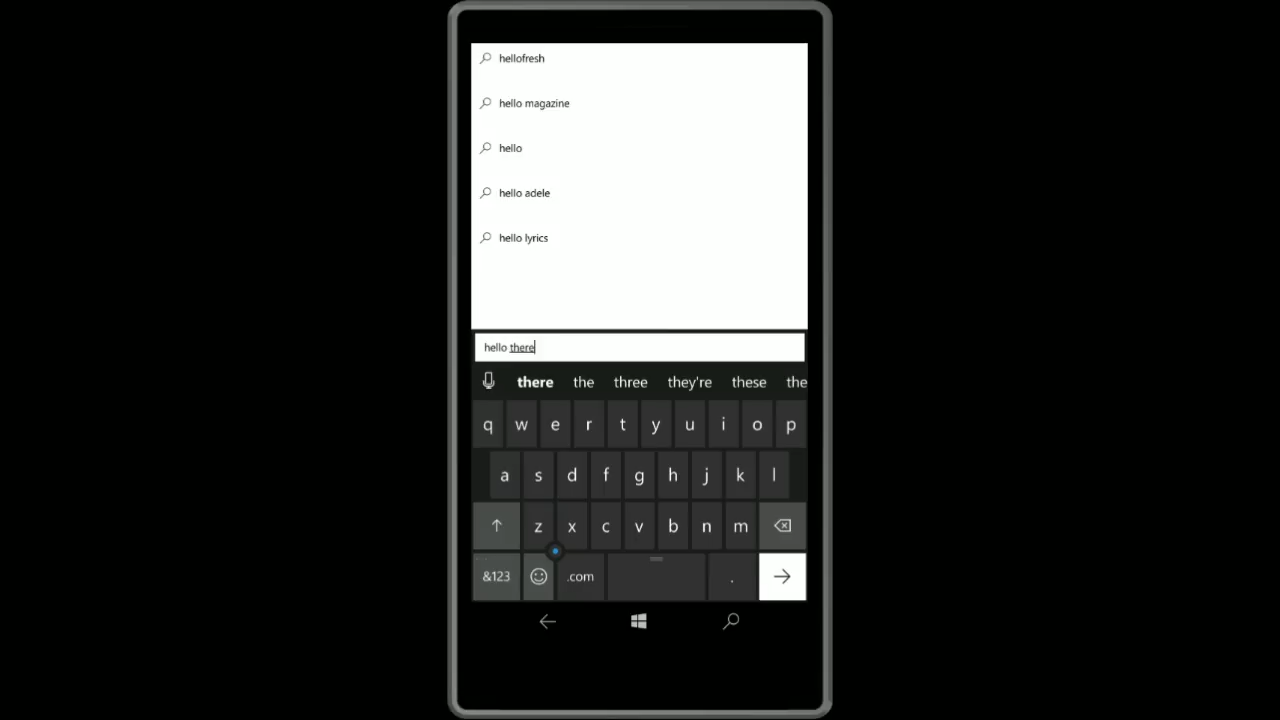 hellofresh
hello magazine
hello
hello adele
hello lyrics
hello there
there the three they're these the
q w e r t y u i o p
a s d f g h j k l
z x c v b n m
&123 .com .